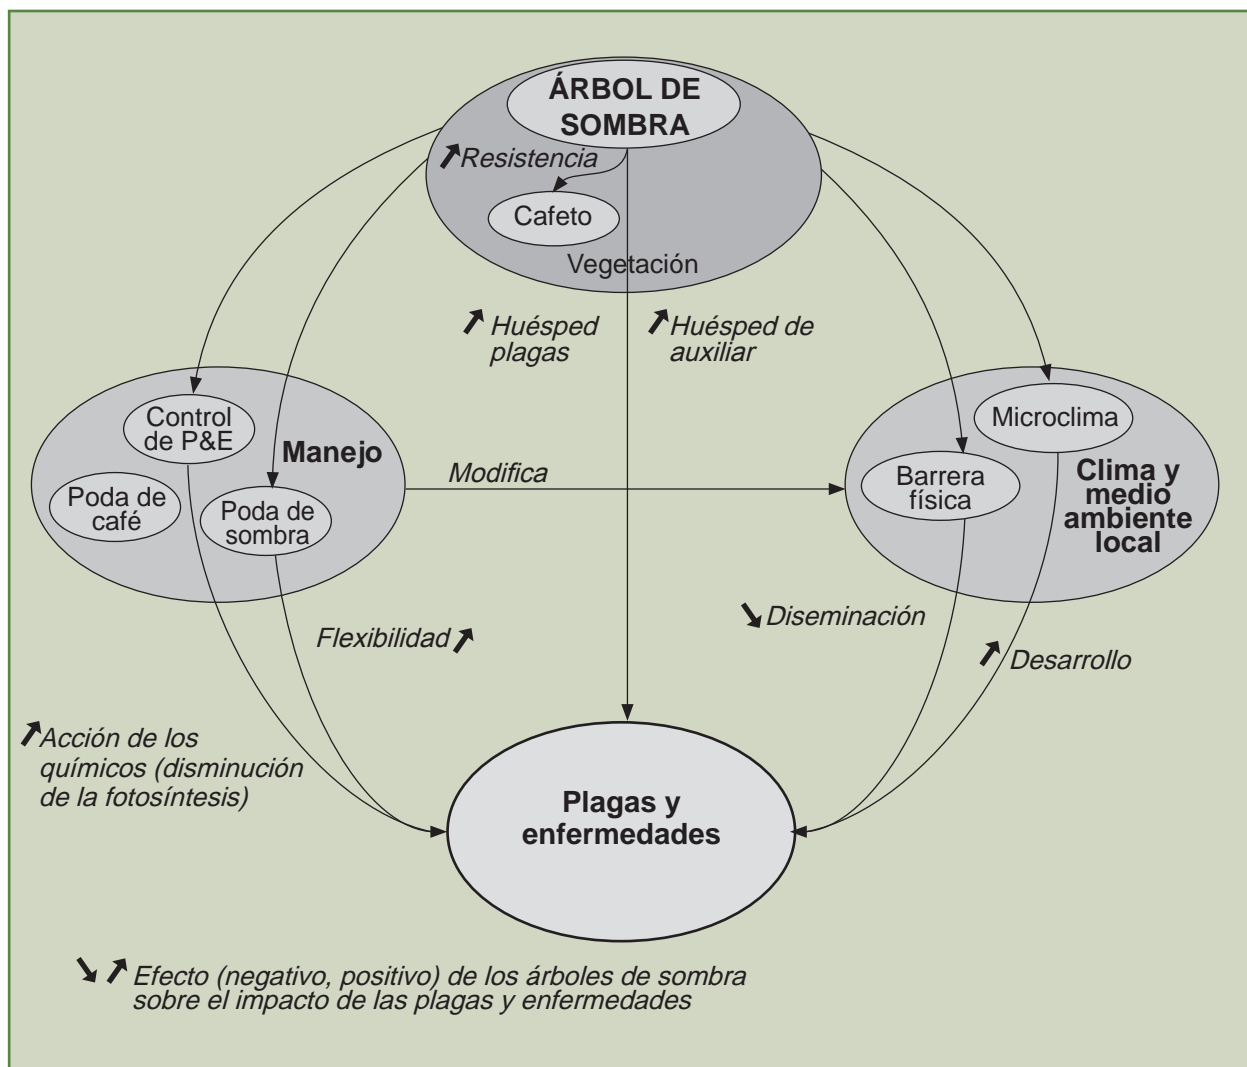 ÁRBOL DE
SOMBRA
Resistencia
Cafeto
Vegetación
Huésped
plagas
Huésped de
auxiliar
Control
de P&E
Manejo
Poda de
café
Poda de
sombra
Modifica
Microclima
Barrera
física
Clima y
medio
ambiente
local
Flexibilidad
Diseminación
Desarrollo
Acción de los
químicos (disminución
de la fotosíntesis)
Plagas y
enfermedades
Efecto (negativo, positivo) de los árboles de sombra
sobre el impacto de las plagas y enfermedades